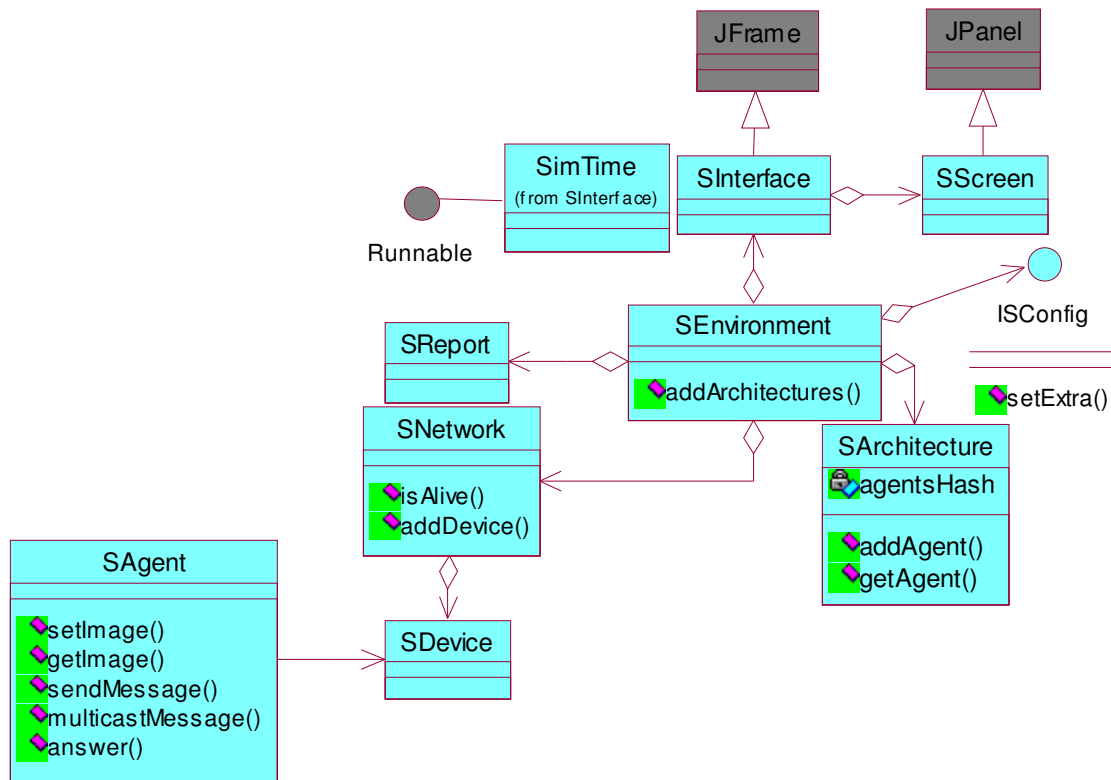 JFrame
JPanel
SimTime
(from SInterface)
SInterface
SScreen
Runnable
ISConfig
setExtra()
SEnvironment
addArchitectures()
SReport
SNetwork
isAlive()
addDevice()
SArchitecture
agentsHash
addAgent()
getAgent()
SAgent
setImage()
getImage()
sendMessage()
multicastMessage()
answer()
SDevice